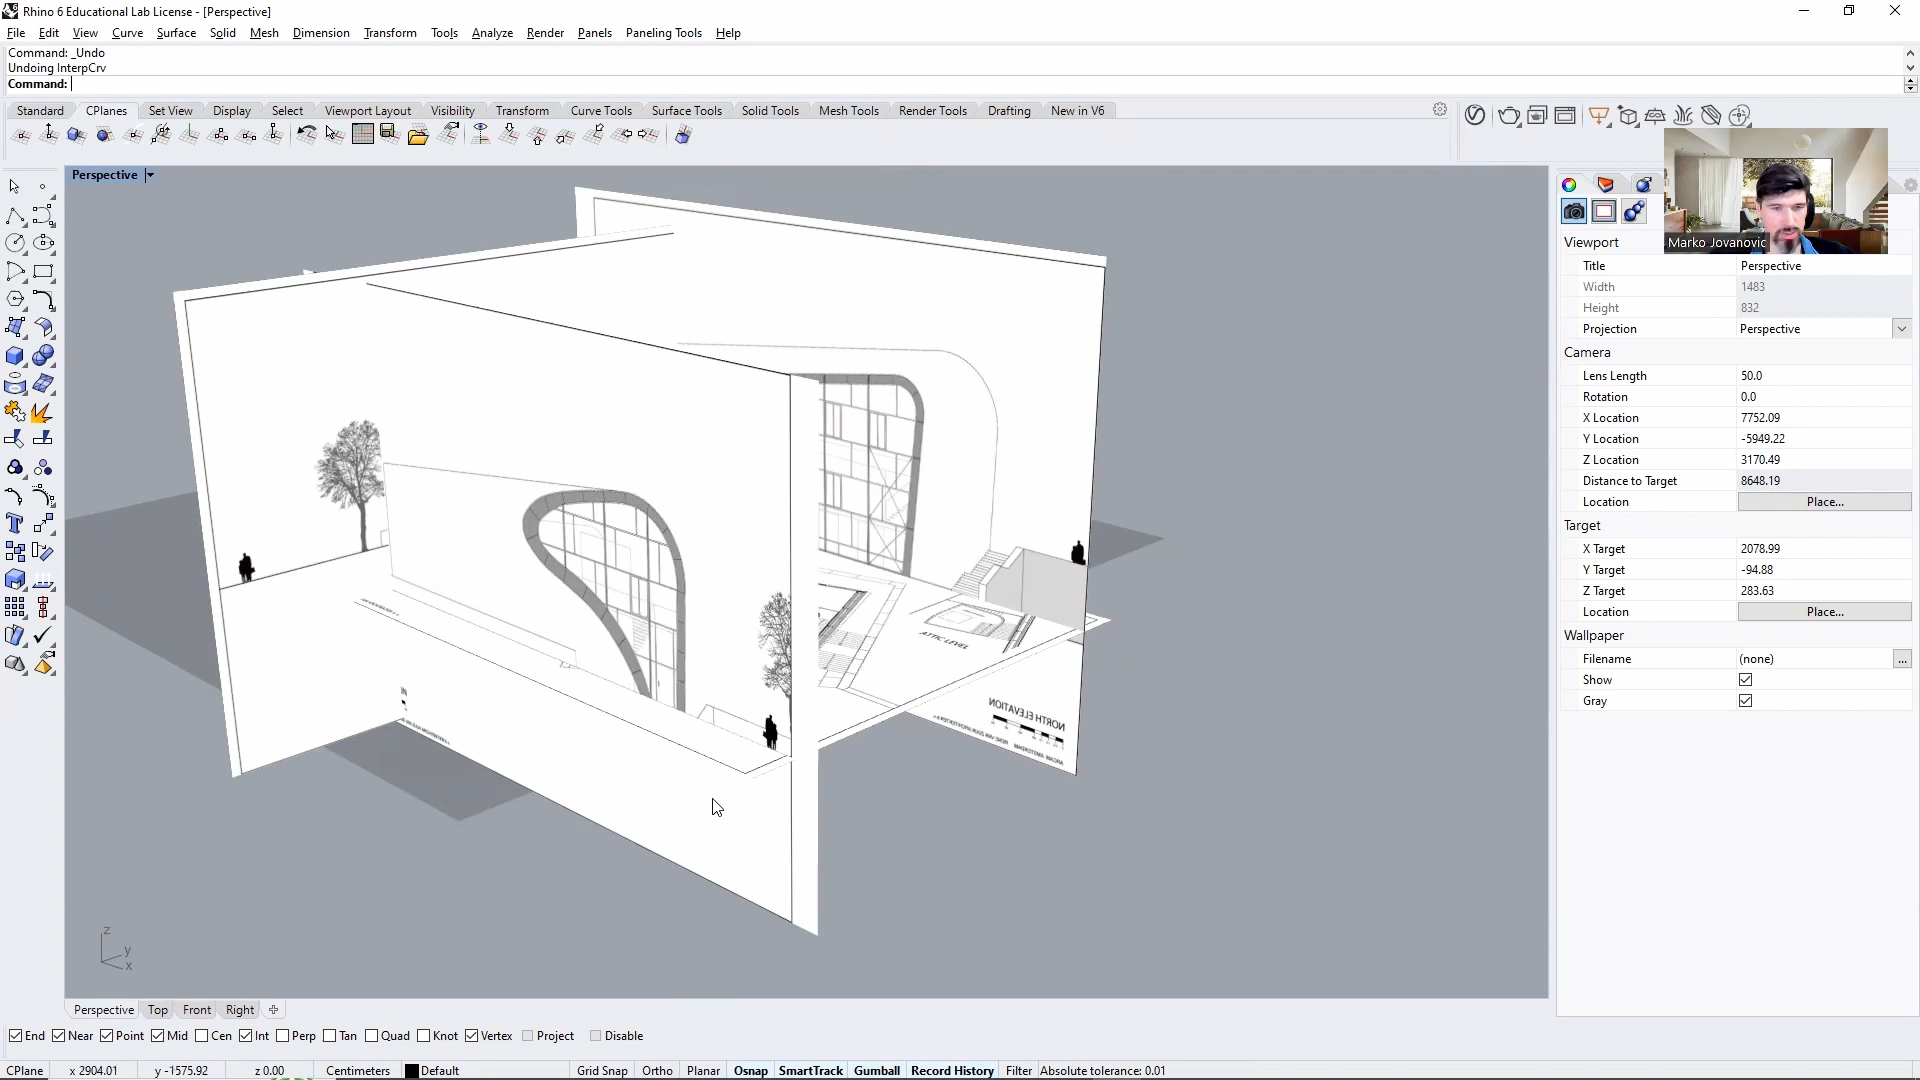 Rhino 6 Educational Lab License - [Perspective]
File Edit View Curve Surface Solid Mesh Dimension Transform Tools Analyze Render Panels Paneling Tools Help
Command: _Undo
Undoing InterpCrv
Command:
Standard CPlanes Set View Display Select Viewport Layout Visibility Transform Curve Tools Surface Tools Solid Tools Mesh Tools Render Tools Drafting New in V6
Perspective
Marko Jovanovic
Viewport
Title Perspective
Width 1483
Height 832
Projection Perspective
Camera
Lens Length 50.0
Rotation 0.0
X Location 7752.09
Y Location -5949.22
Z Location 3170.49
Distance to Target 8648.19
Location Place...
Target
X Target 2078.99
Y Target -94.88
Z Target 283.63
Location Place...
Wallpaper
Filename (none) ...
Show
Gray
ATTIC LEVEL
NORTH ELEVATION
z
y
x
Perspective Top Front Right
End Near Point Mid Cen Int Perp Tan Quad Knot Vertex Project Disable
CPlane x 2904.01 y -1575.92 z 0.00 Centimeters Default Grid Snap Ortho Planar Osnap SmartTrack Gumball Record History Filter Absolute tolerance: 0.01